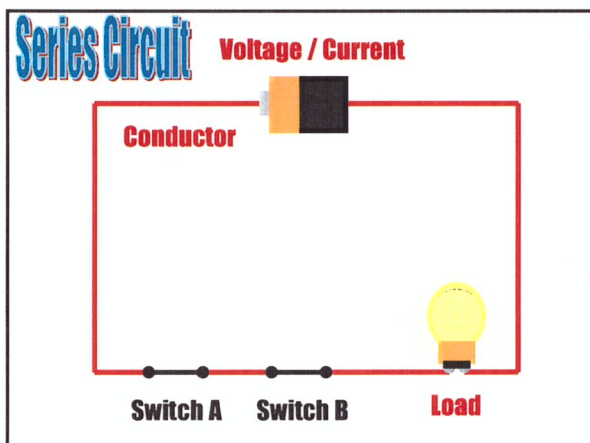 Series Circuit
Voltage / Current
Conductor
Switch A
Switch B
Load